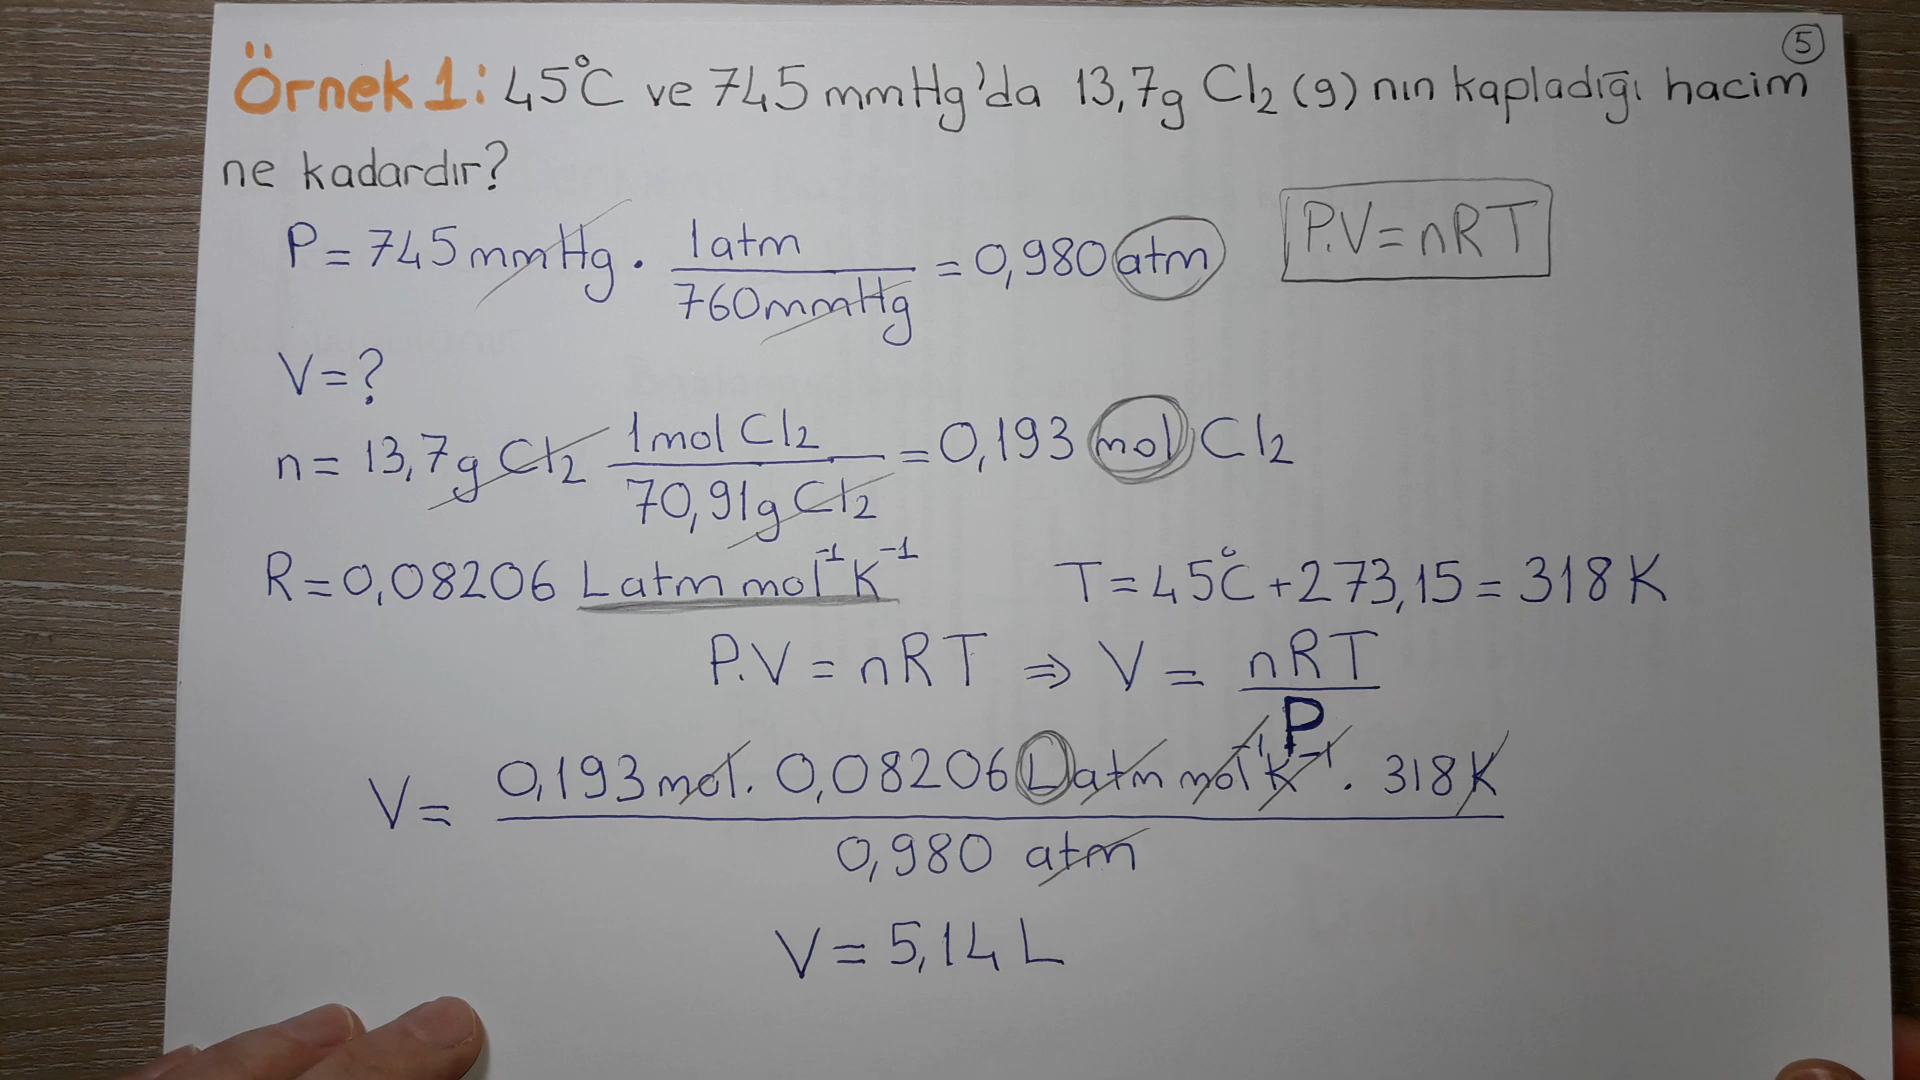 5
Örnek 1: 45°C ve 745 mmHg'da 13,7g Cl₂ (g) nın kapladığı hacim
ne kadardır?
P = 745 mmHg . 1atm / 760mmHg = 0,980 atm
P.V = nRT
V = ?
n = 13,7g Cl₂ 1mol Cl₂ / 70,91g Cl₂ = 0,193 mol Cl₂
R = 0,08206 L atm mol⁻¹ K⁻¹ T = 45°C + 273,15 = 318 K
P.V = nRT ⇒ V = nRT / P
V = 0,193 mol . 0,08206 L atm mol⁻¹ K⁻¹ . 318 K / 0,980 atm
V = 5,14 L